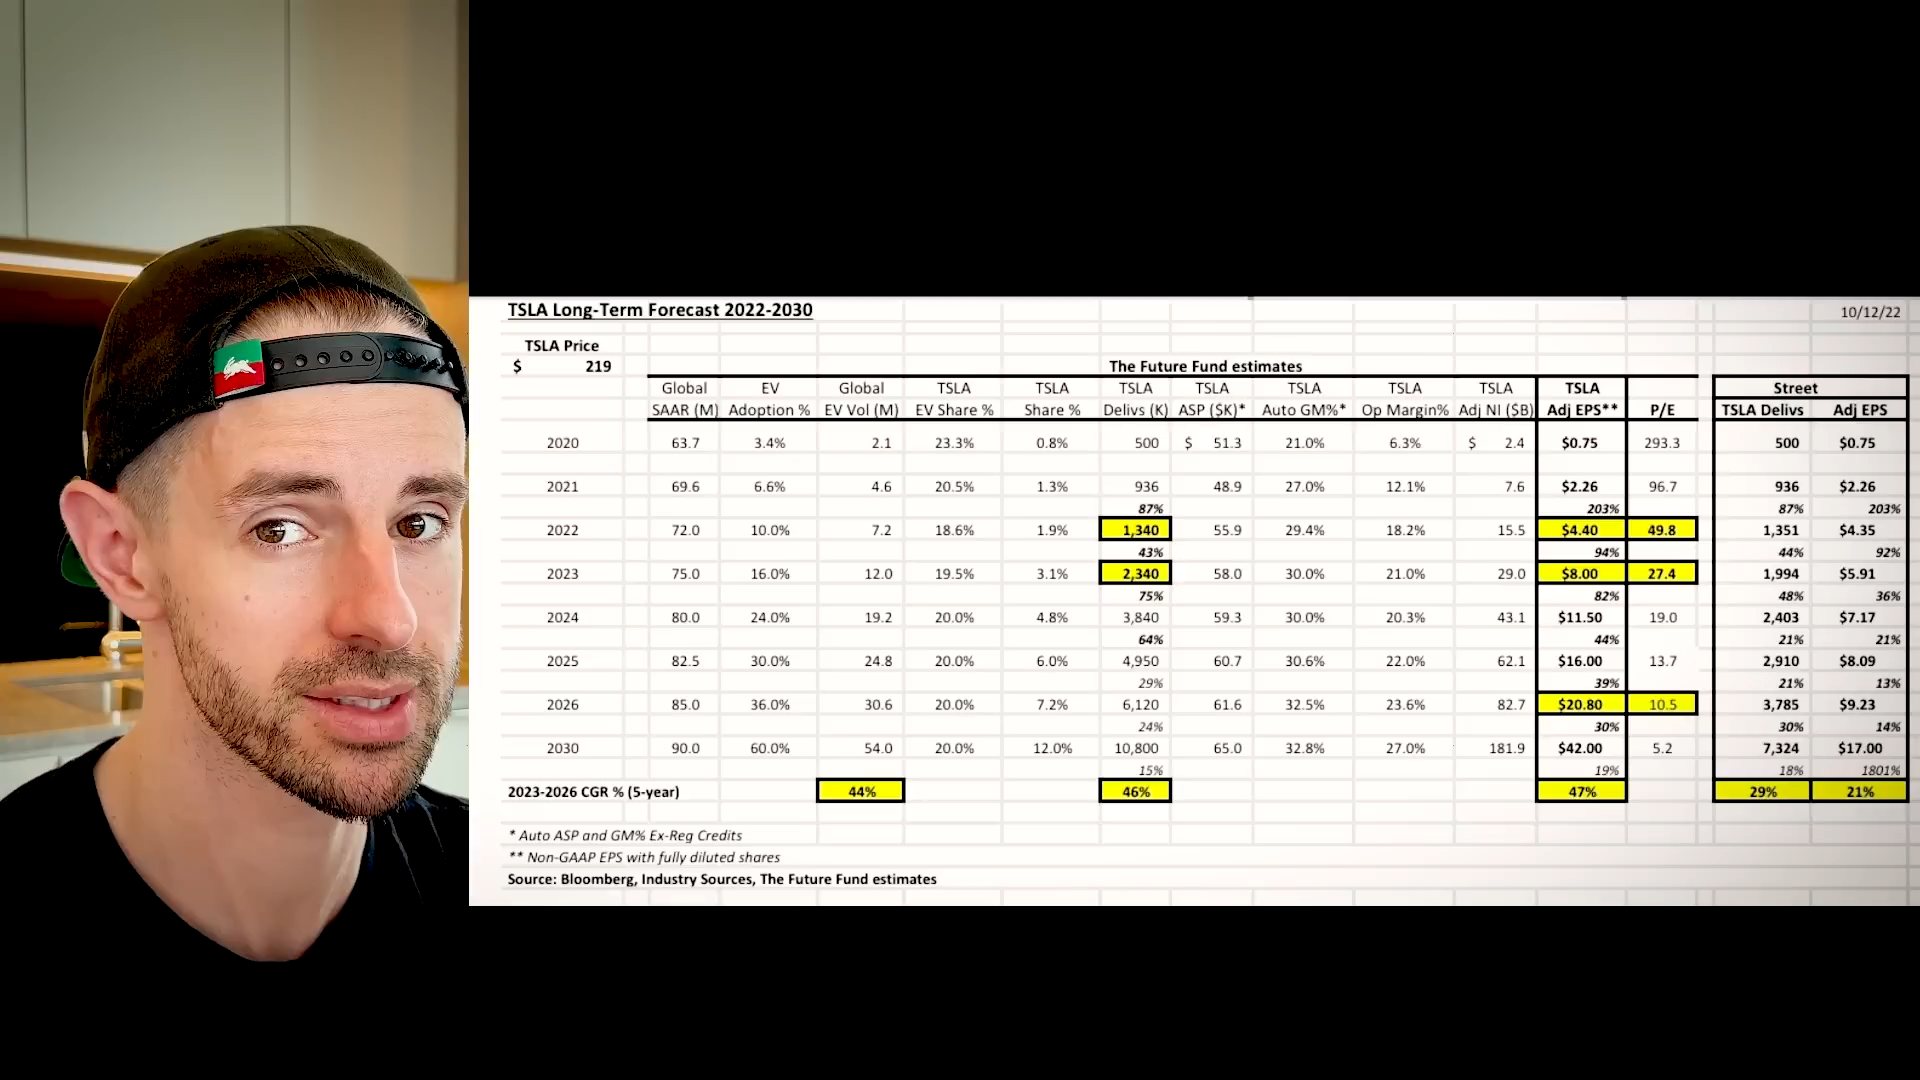 TSLA Long-Term Forecast 2022-2030 10/12/22
TSLA Price
$ 219 The Future Fund estimates
Global EV Global TSLA TSLA TSLA TSLA TSLA TSLA TSLA TSLA Street
SAAR (M) Adoption % EV Vol (M) EV Share % Share % Delivs (K) ASP ($K)* Auto GM%* Op Margin% Adj NI ($B) Adj EPS** P/E TSLA Delivs Adj EPS
2020 63.7 3.4% 2.1 23.3% 0.8% 500 $ 51.3 21.0% 6.3% $ 2.4 $0.75 293.3 500 $0.75
2021 69.6 6.6% 4.6 20.5% 1.3% 936 48.9 27.0% 12.1% 7.6 $2.26 96.7 936 $2.26
87% 203% 87% 203%
2022 72.0 10.0% 7.2 18.6% 1.9% 1,340 55.9 29.4% 18.2% 15.5 $4.40 49.8 1,351 $4.35
43% 94% 44% 92%
2023 75.0 16.0% 12.0 19.5% 3.1% 2,340 58.0 30.0% 21.0% 29.0 $8.00 27.4 1,994 $5.91
75% 82% 48% 36%
2024 80.0 24.0% 19.2 20.0% 4.8% 3,840 59.3 30.0% 20.3% 43.1 $11.50 19.0 2,403 $7.17
64% 44% 21% 21%
2025 82.5 30.0% 24.8 20.0% 6.0% 4,950 60.7 30.6% 22.0% 62.1 $16.00 13.7 2,910 $8.09
29% 39% 21% 13%
2026 85.0 36.0% 30.6 20.0% 7.2% 6,120 61.6 32.5% 23.6% 82.7 $20.80 10.5 3,785 $9.23
24% 30% 30% 14%
2030 90.0 60.0% 54.0 20.0% 12.0% 10,800 65.0 32.8% 27.0% 181.9 $42.00 5.2 7,324 $17.00
15% 19% 18% 1801%
2023-2026 CGR % (5-year) 44% 46% 47% 29% 21%
* Auto ASP and GM% Ex-Reg Credits
** Non-GAAP EPS with fully diluted shares
Source: Bloomberg, Industry Sources, The Future Fund estimates